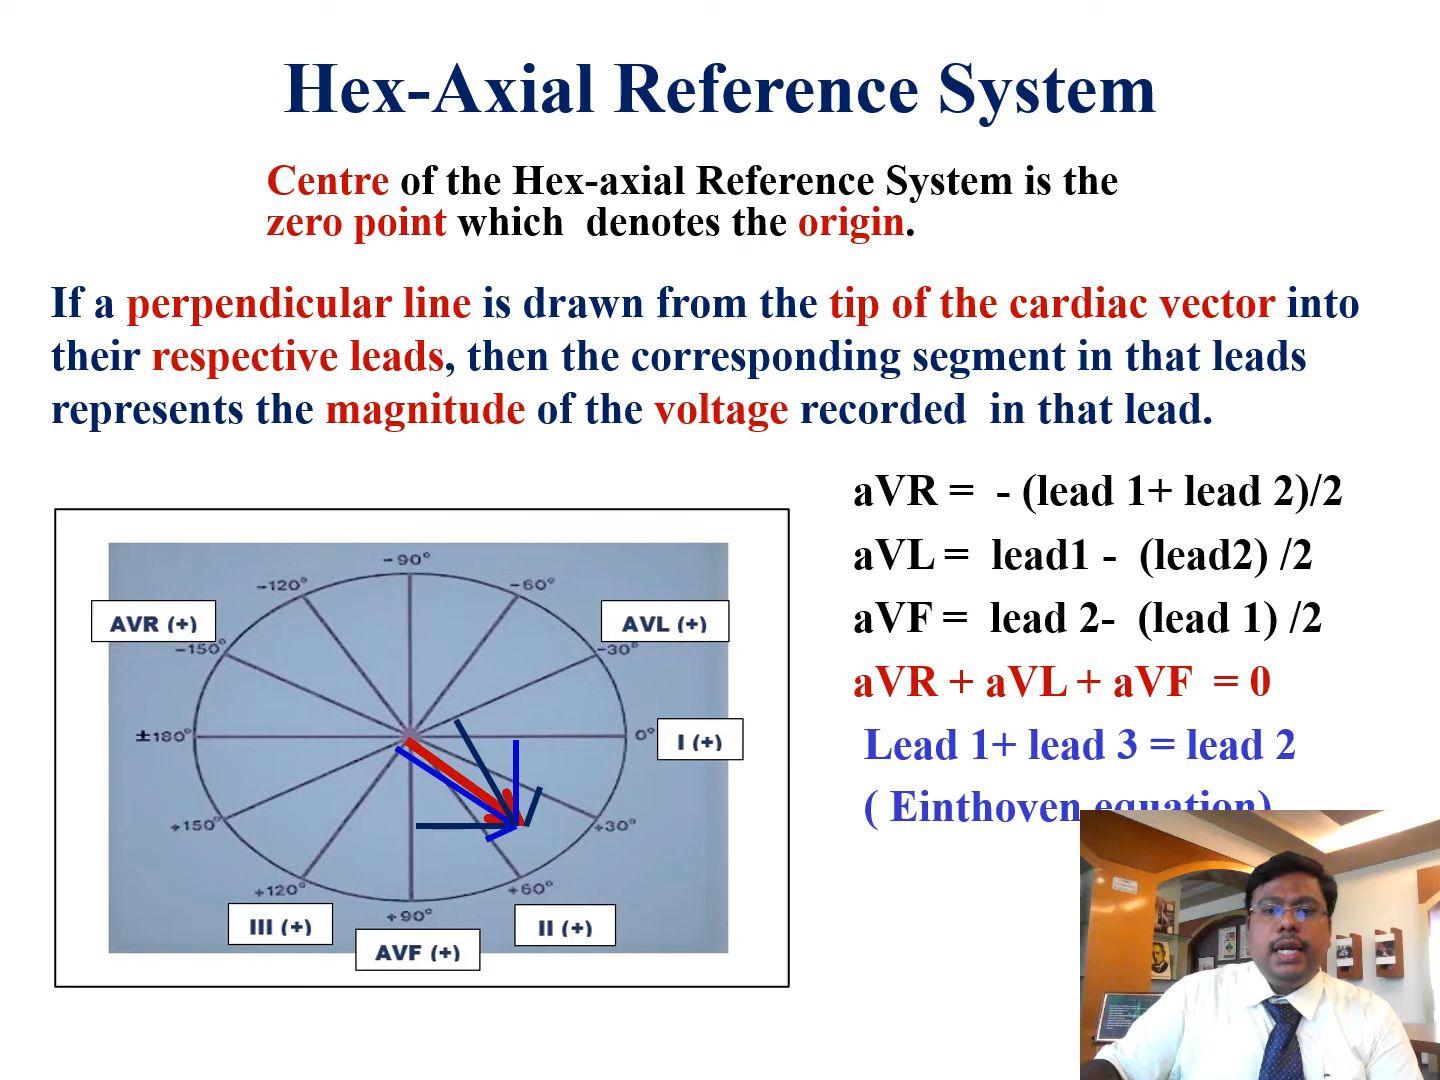 Hex-Axial Reference System
Centre of the Hex-axial Reference System is the
zero point which denotes the origin.
If a perpendicular line is drawn from the tip of the cardiac vector into
their respective leads, then the corresponding segment in that leads
represents the magnitude of the voltage recorded in that lead.
aVR = - (lead 1+ lead 2)/2
aVL = lead1 - (lead2) /2
aVF = lead 2- (lead 1) /2
aVR + aVL + aVF = 0
Lead 1+ lead 3 = lead 2
( Einthoven equation)
-90°
-120°
-60°
AVR (+)
AVL (+)
-150°
-30°
±180°
0°
I (+)
+150°
+30°
+120°
+60°
+90°
III (+)
II (+)
AVF (+)